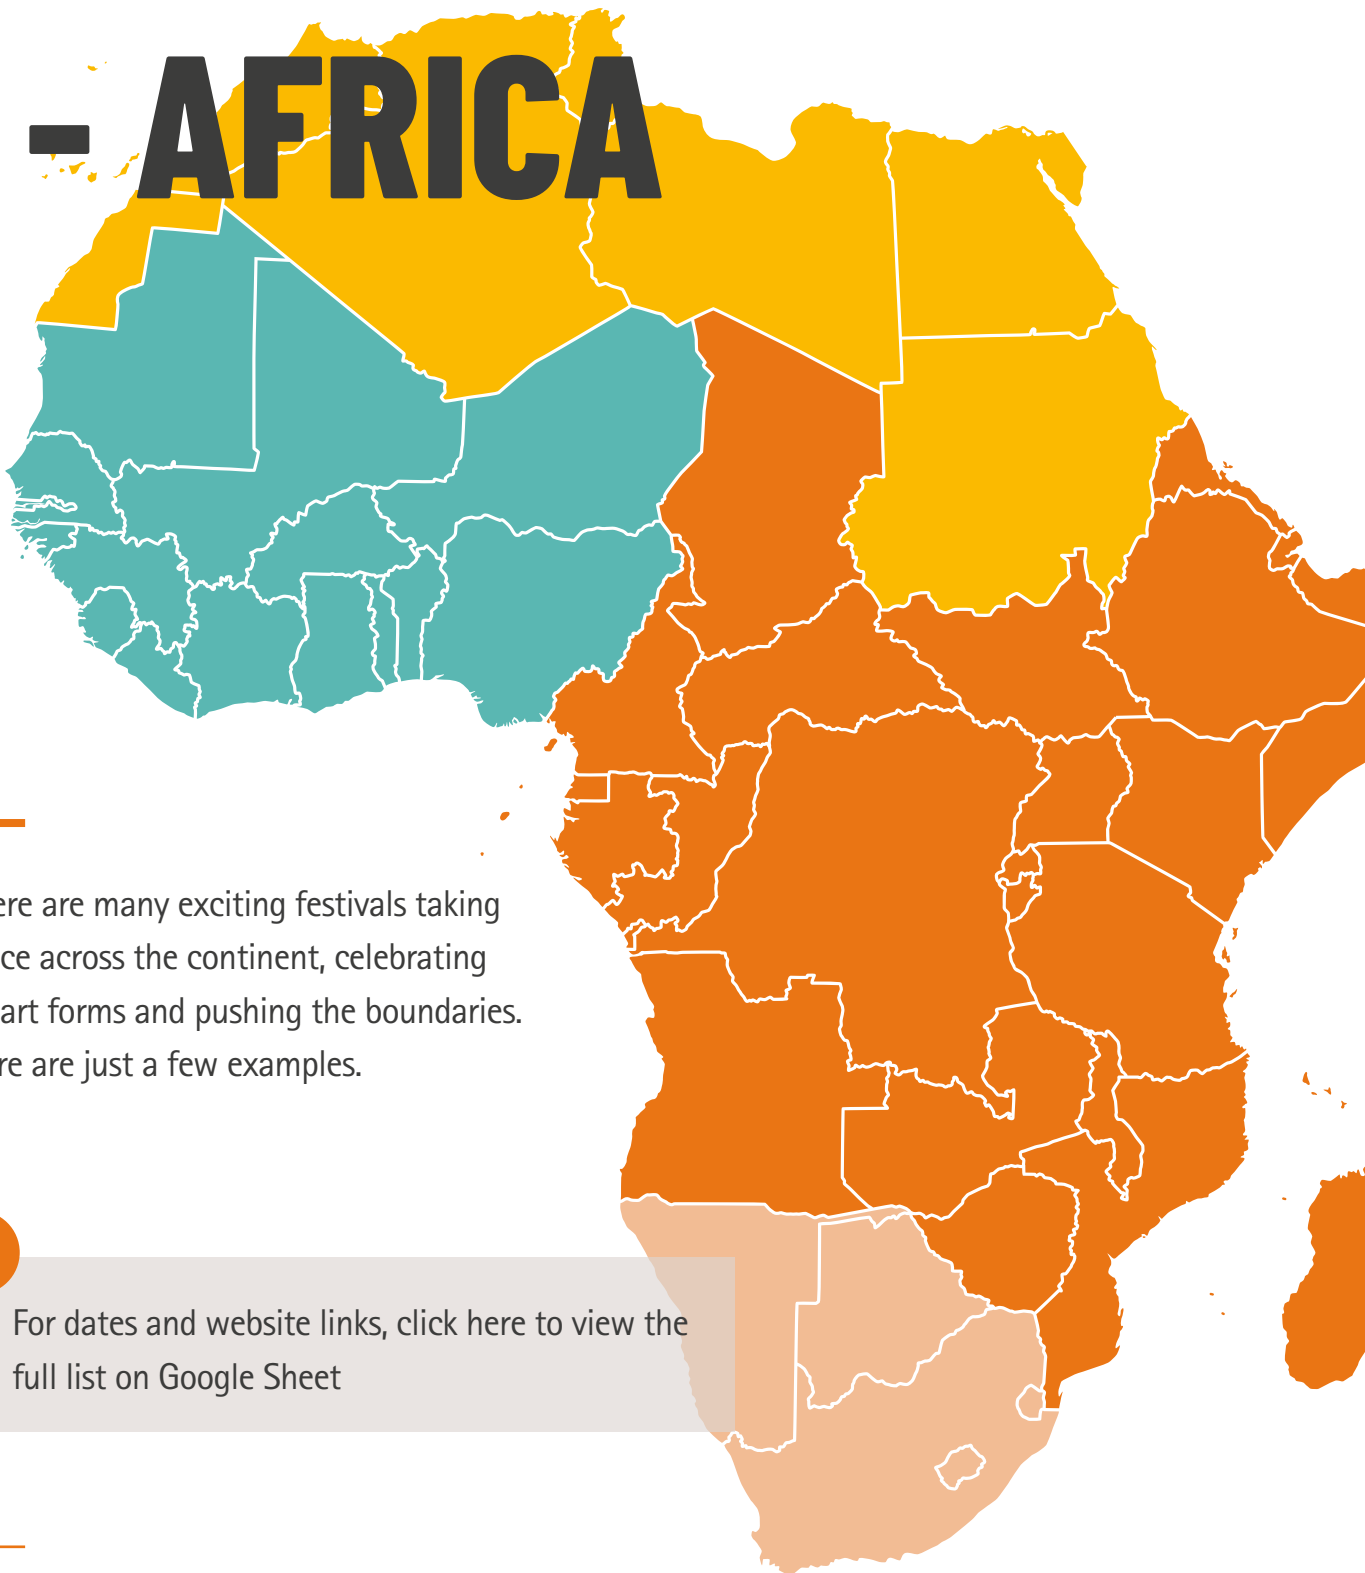 - AFRICA
ere are many exciting festivals taking
ce across the continent, celebrating
art forms and pushing the boundaries.
re are just a few examples.
For dates and website links, click here to view the
full list on Google Sheet